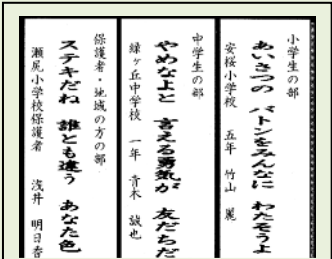 小学生の部
あいさつの バトンをみんなに わたそうよ
安桜小学校 五年 竹山 麗
中学生の部
やめなよと 言える勇気が 友だちだ
緑ヶ丘中学校 一年 青木 誠也
保護者・地域の方の部
ステキだね 誰とも違う あなた色
瀬尻小学校保護者 浅井 明日香